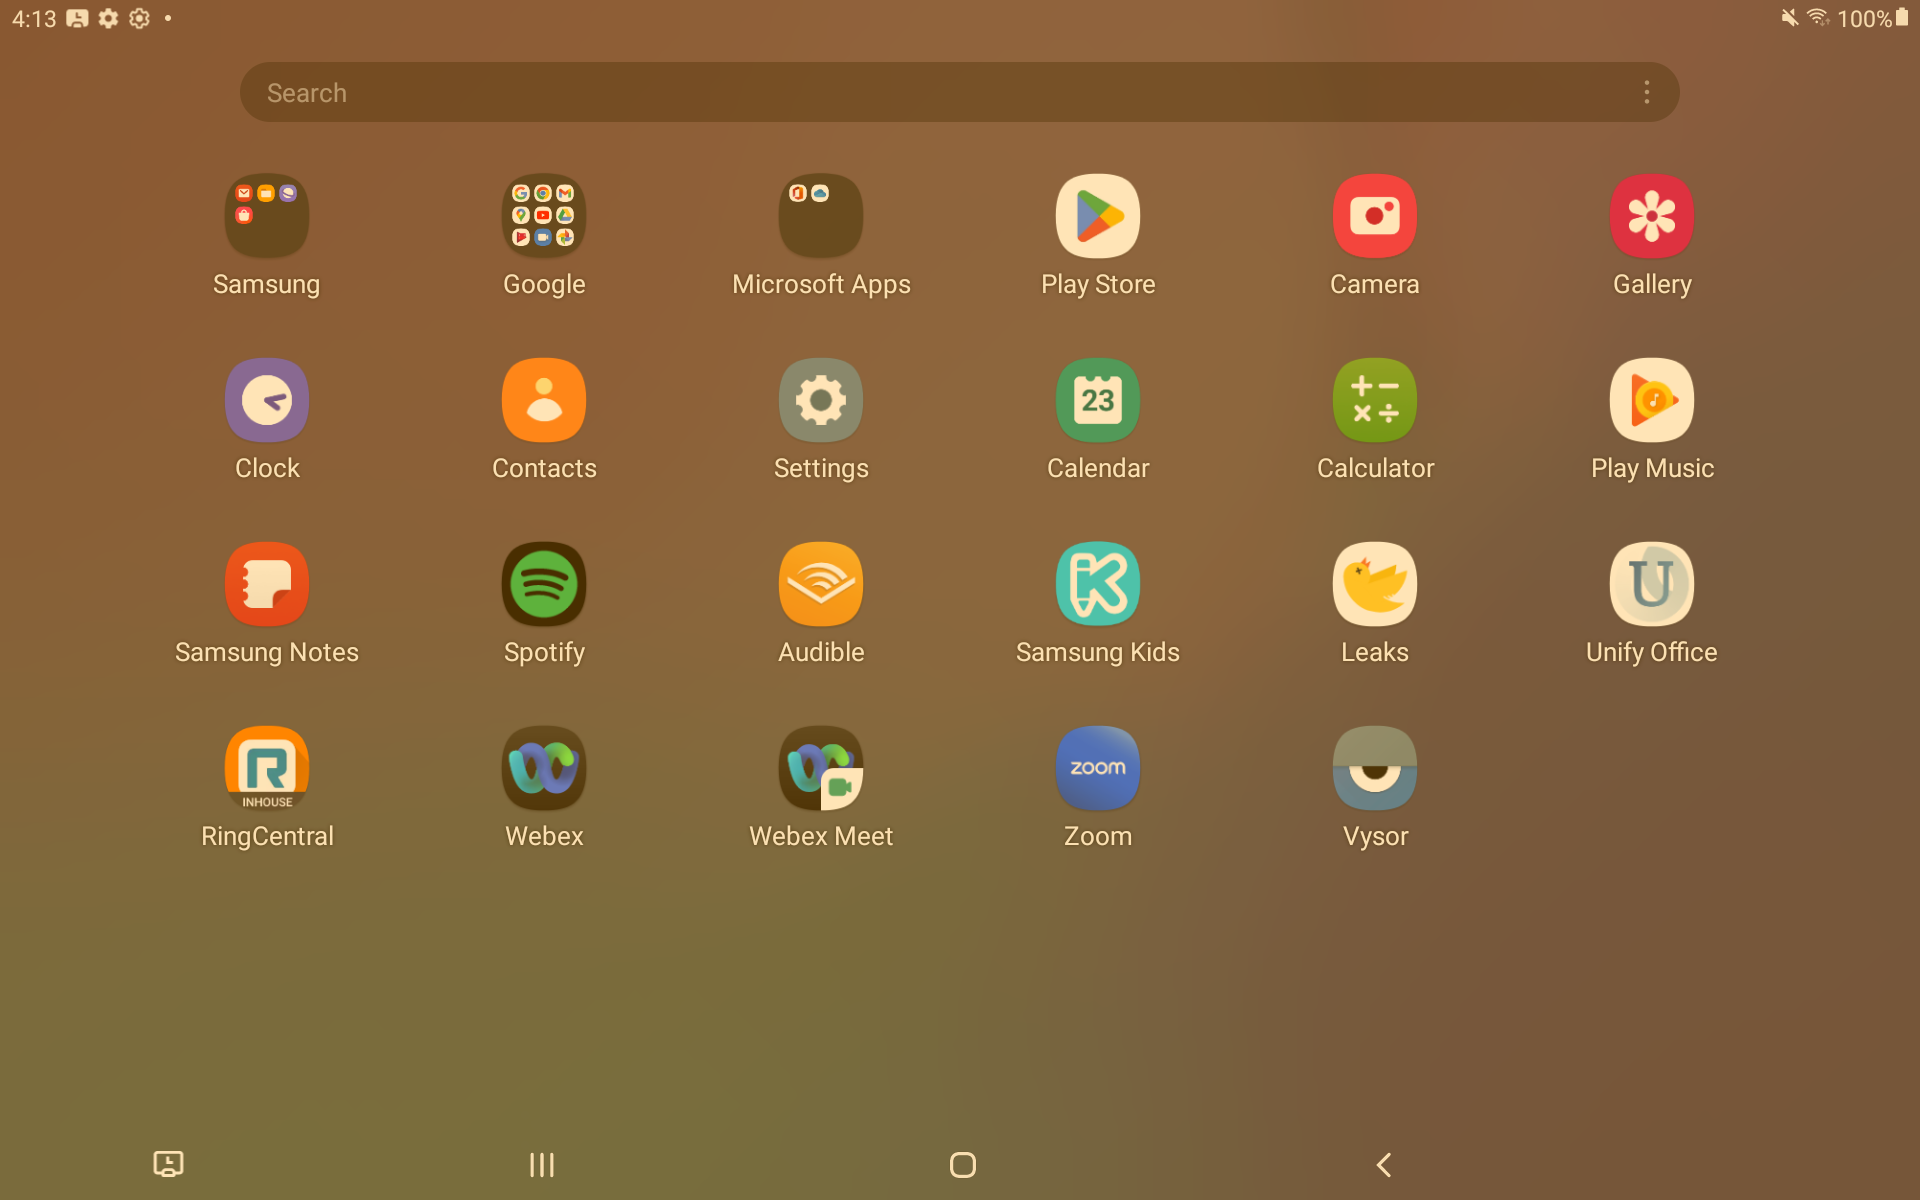 4:13
100%
Search
Samsung
Google
Microsoft Apps
Play Store
Camera
Gallery
Clock
Contacts
Settings
23
Calendar
Calculator
Play Music
Samsung Notes
Spotify
Audible
Samsung Kids
Leaks
U
Unify Office
R
INHOUSE
RingCentral
Webex
Webex Meet
zoom
Zoom
Vysor